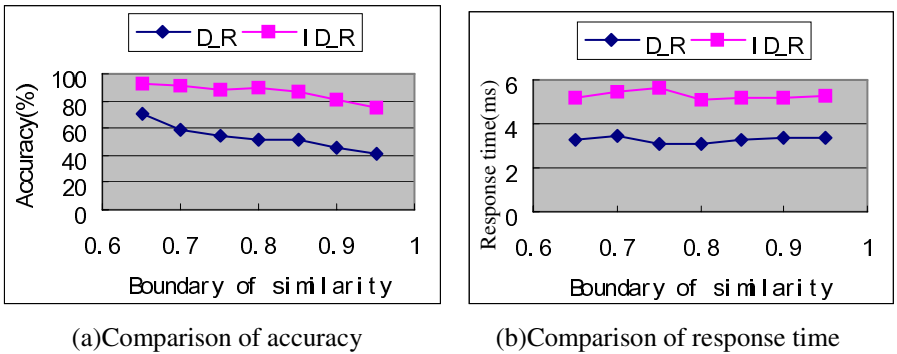 D_R ID_R
Accuracy(%)
100
80
60
40
20
0
0.6 0.7 0.8 0.9 1
Boundary of similarity
(a)Comparison of accuracy
D_R ID_R
Response time(ms)
6
4
2
0
0.6 0.7 0.8 0.9 1
Boundary of similarity
(b)Comparison of response time